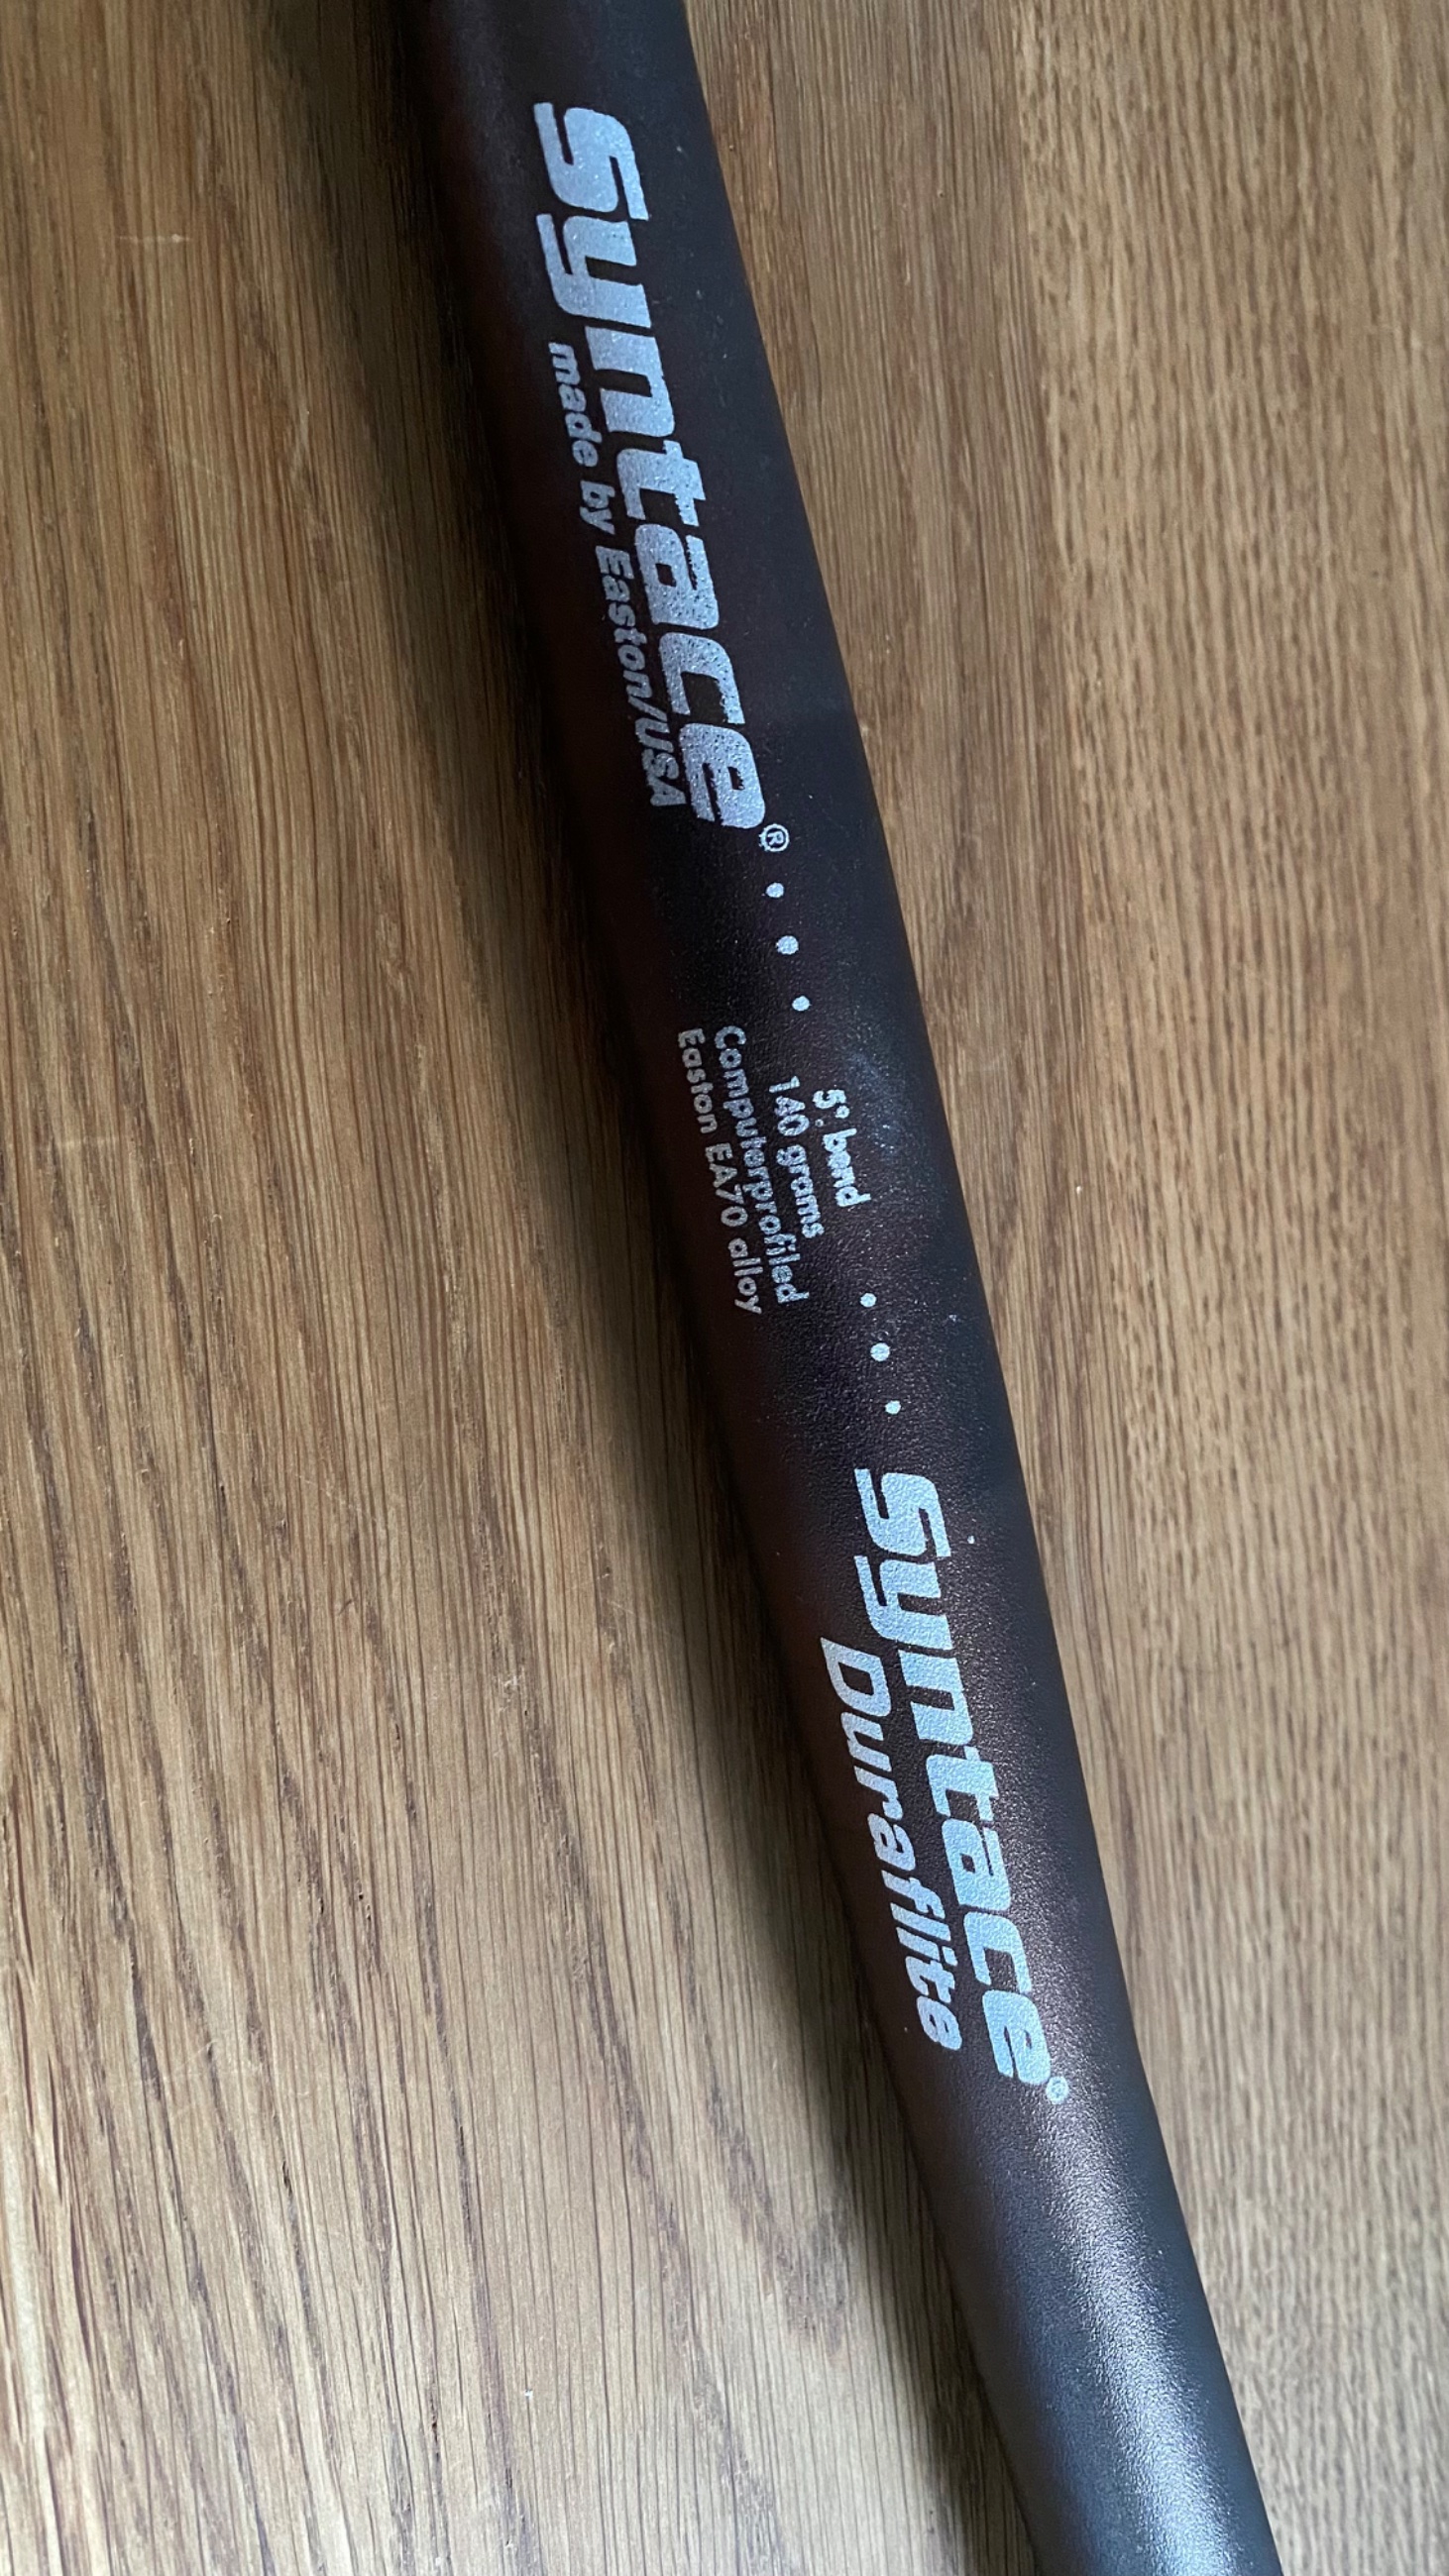 Syntace®
made by Easton/USA
5° bend
140 grams
Computerprofiled
Easton EA70 alloy
Syntace®
Duraflite